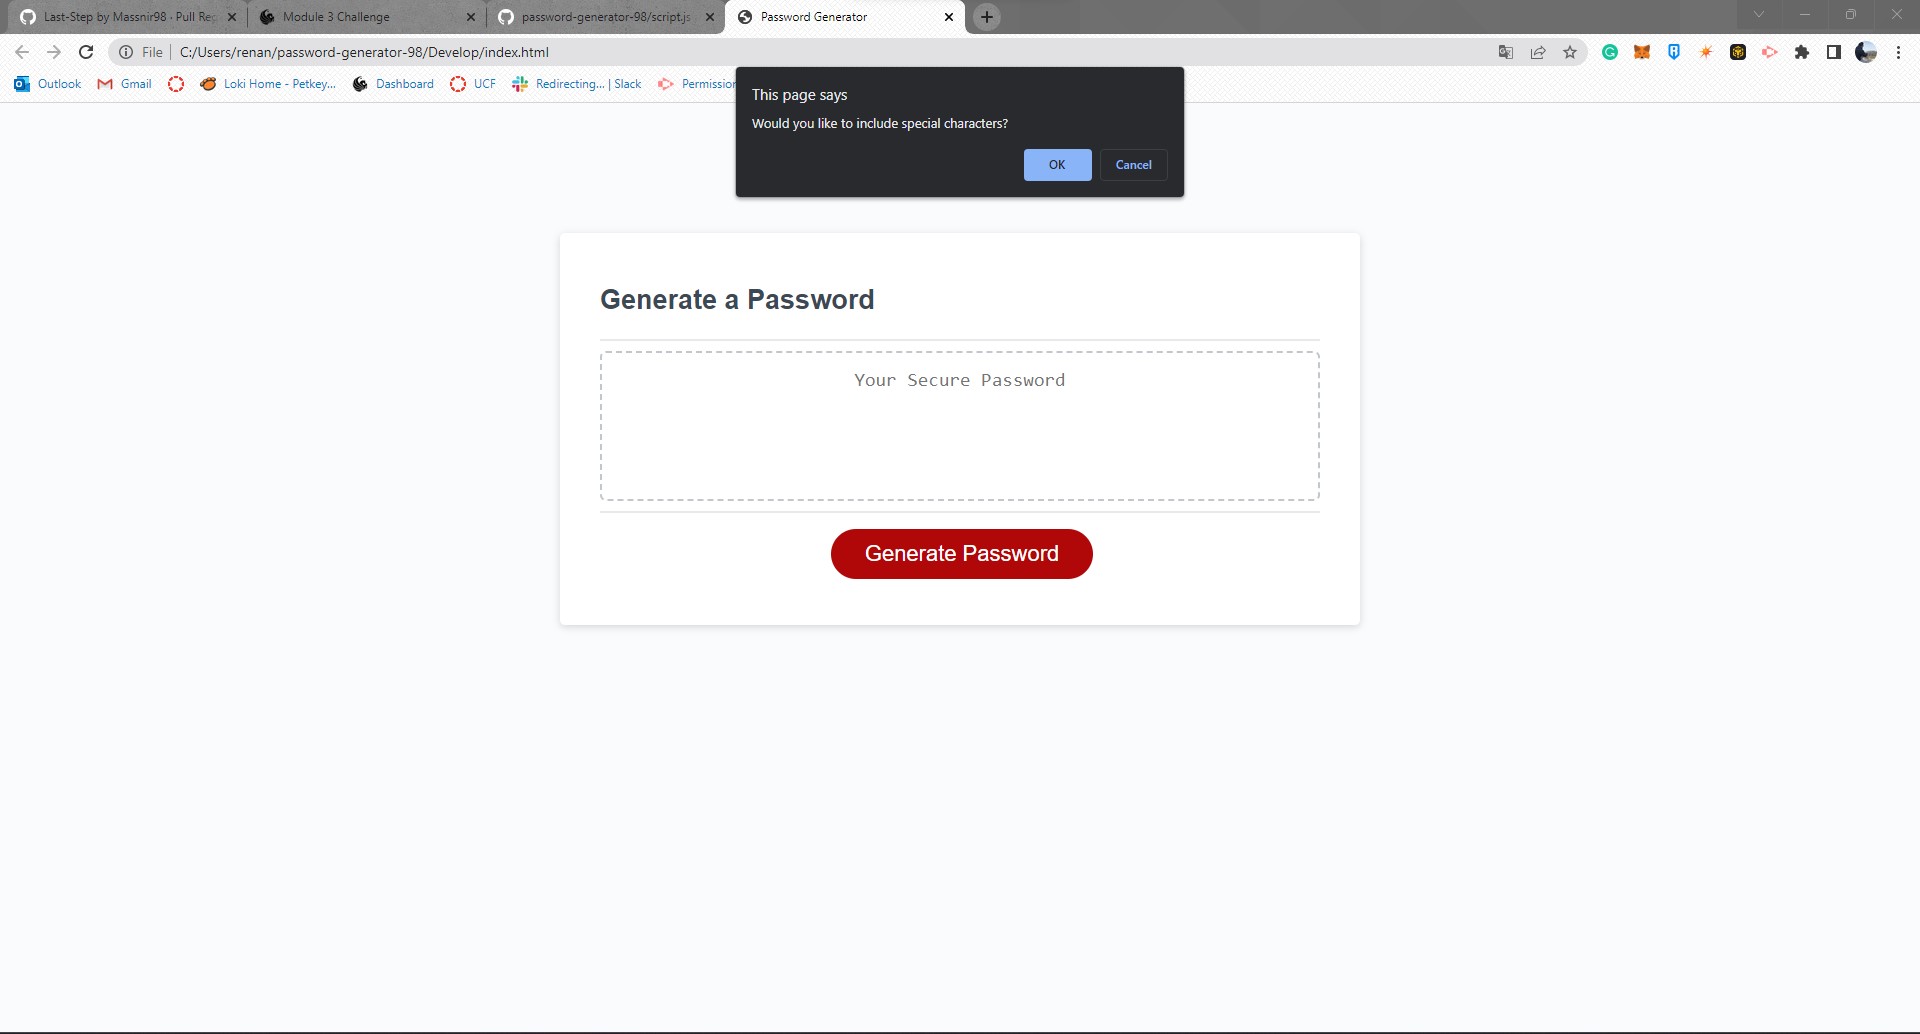 Last-Step by Massnir98 · Pull Req
Module 3 Challenge
password-generator-98/script.js
Password Generator
File
C:/Users/renan/password-generator-98/Develop/index.html
Outlook
Gmail
Loki Home - Petkey...
Dashboard
UCF
Redirecting... | Slack
Permission
This page says
Would you like to include special characters?
OK
Cancel
Generate a Password
Your Secure Password
Generate Password